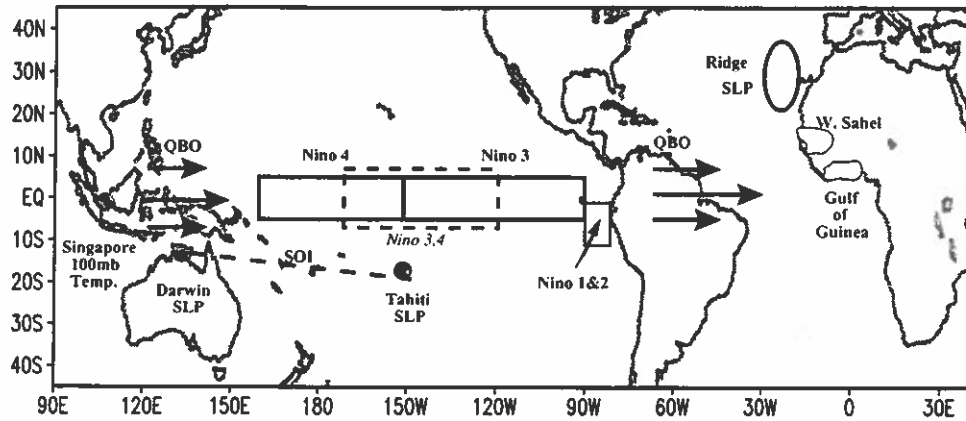 45N
40N
30N
20N
10N
EQ
10S
20S
30S
40S
Ridge
SLP
QBO
QBO
W. Sahel
Nino 4
Nino 3
Gulf
of
Guinea
Nino 3,4
Singapore
100mb
Temp.
SOI
Darwin
SLP
Tahiti
SLP
Nino 1&2
90E 120E 150E 180 150W 120W 90W 60W 30W 0 30E